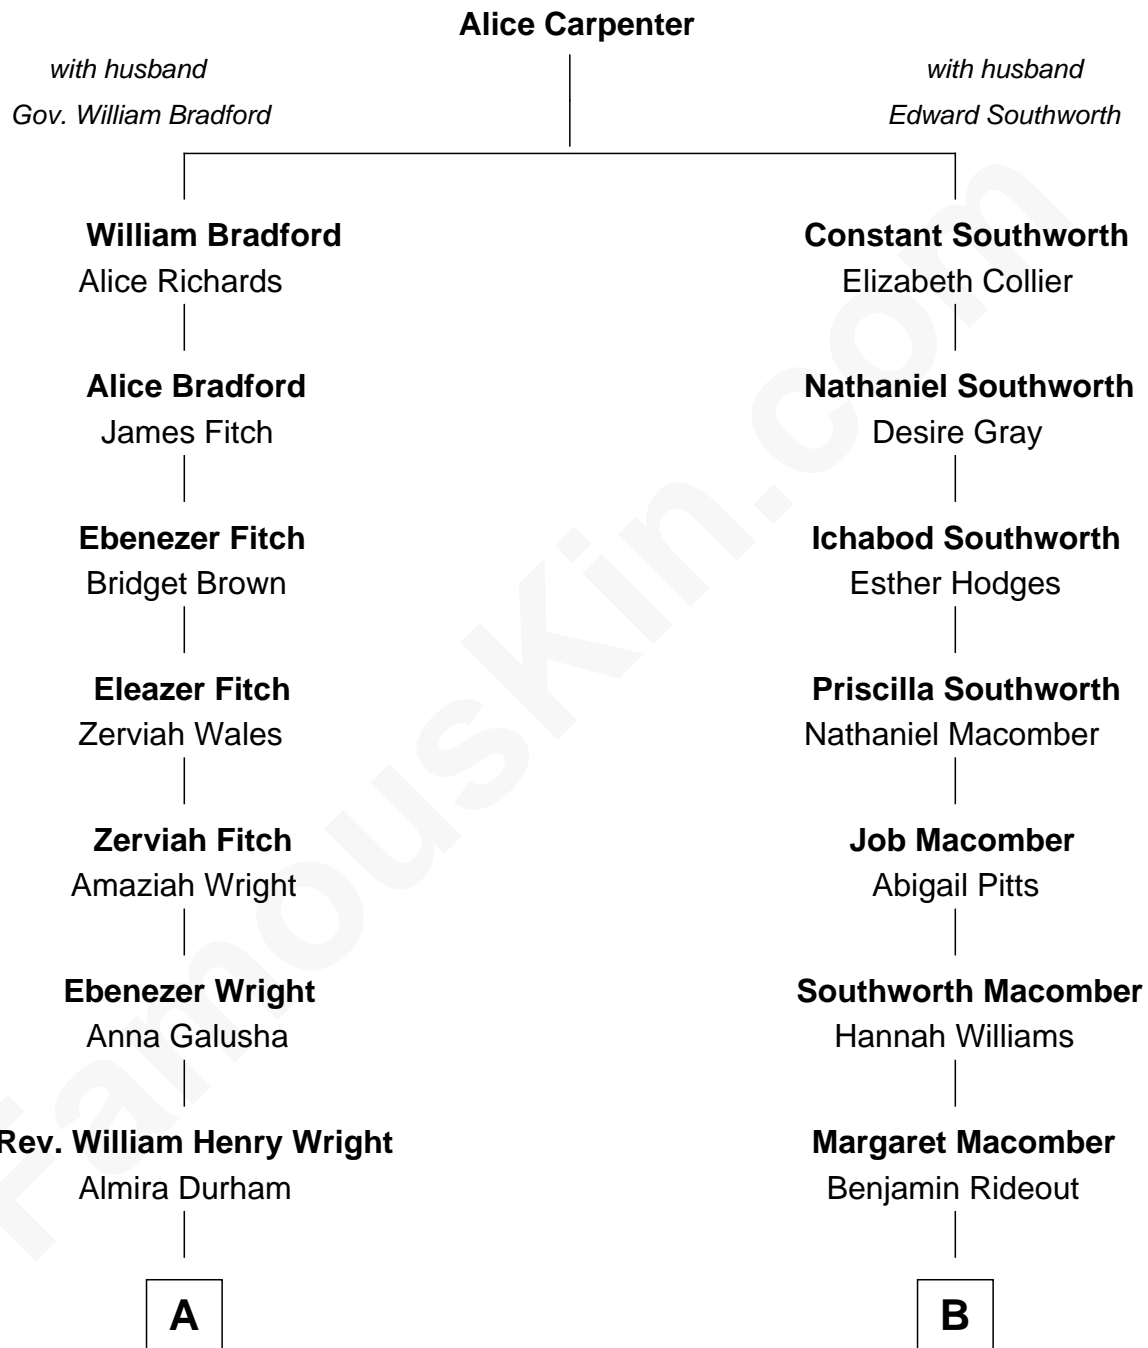 Alice Carpenter
with husband
Gov. William Bradford
with husband
Edward Southworth
William Bradford
Alice Richards
Constant Southworth
Elizabeth Collier
Alice Bradford
James Fitch
Nathaniel Southworth
Desire Gray
Ebenezer Fitch
Bridget Brown
Ichabod Southworth
Esther Hodges
Eleazer Fitch
Zerviah Wales
Priscilla Southworth
Nathaniel Macomber
Zerviah Fitch
Amaziah Wright
Job Macomber
Abigail Pitts
Ebenezer Wright
Anna Galusha
Southworth Macomber
Hannah Williams
Rev. William Henry Wright
Almira Durham
Margaret Macomber
Benjamin Rideout
A
B
FamousKin.com